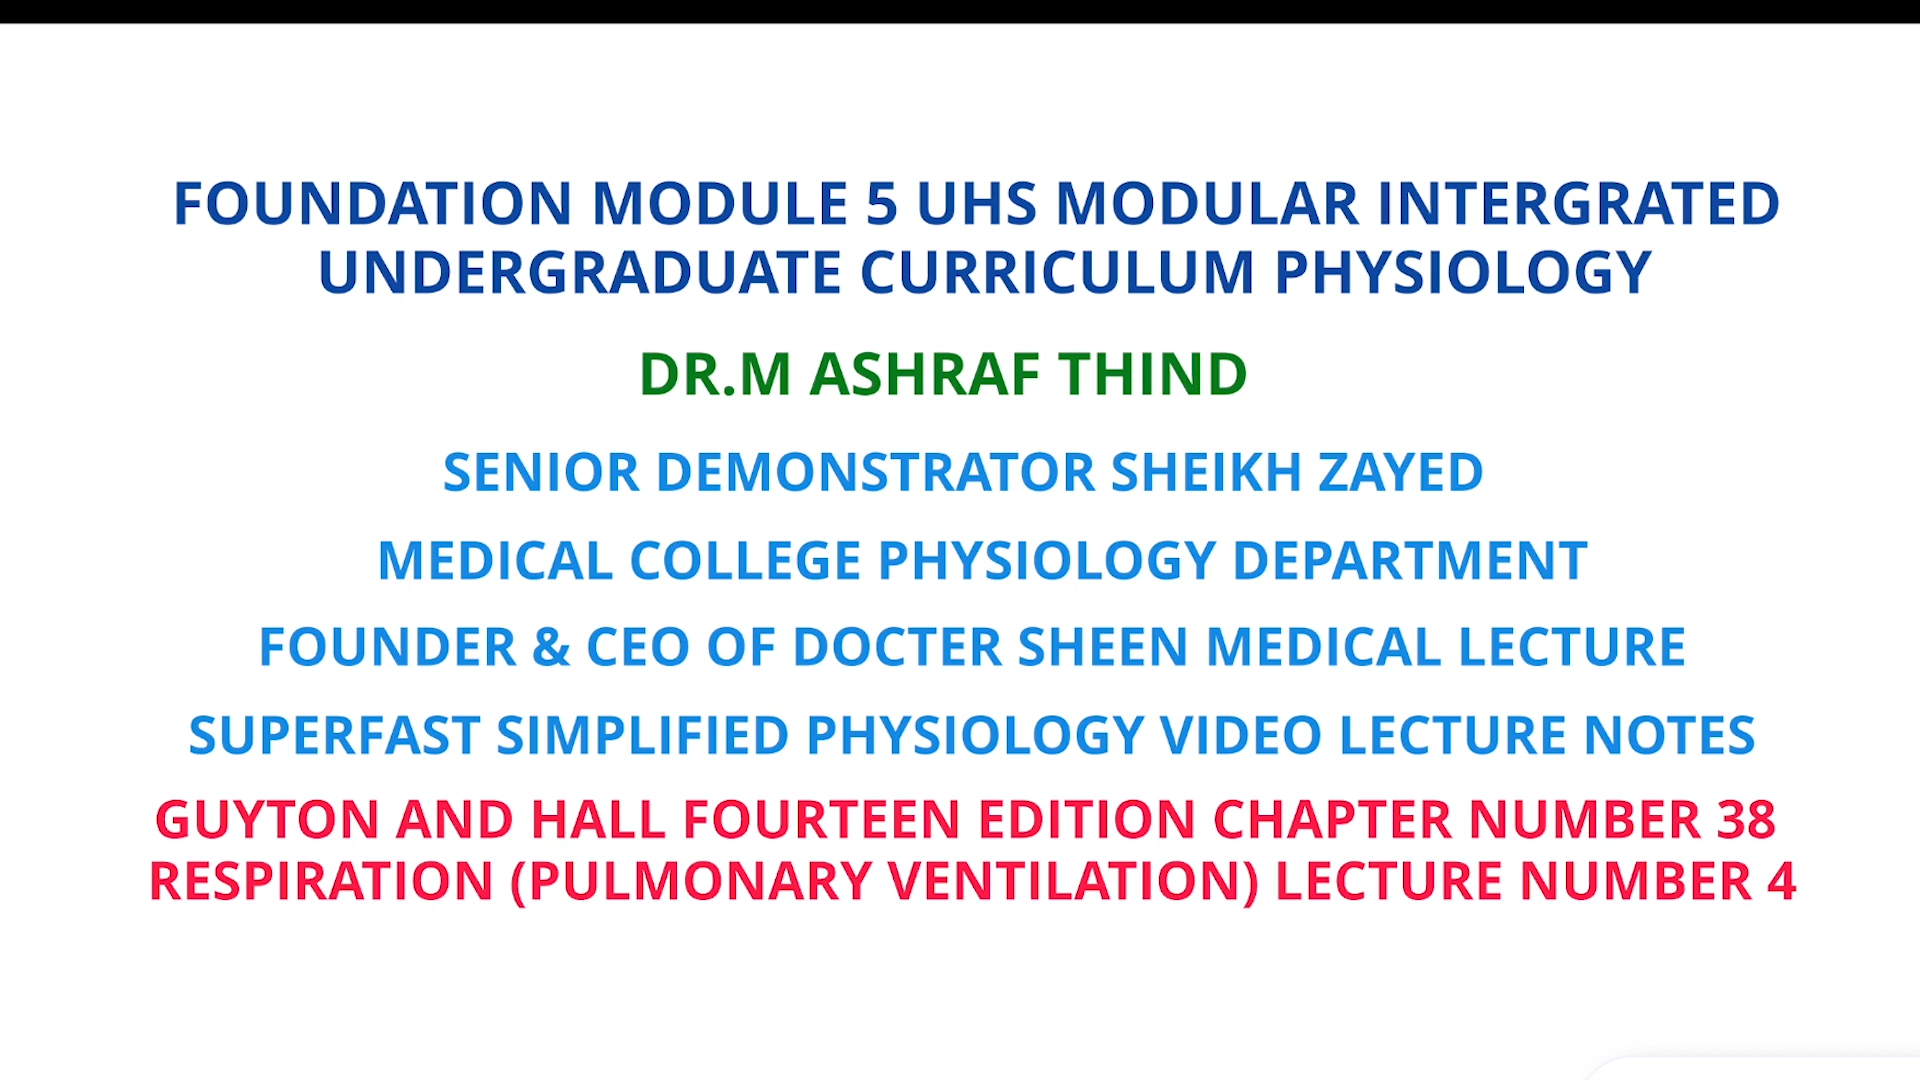 FOUNDATION MODULE 5 UHS MODULAR INTERGRATED
UNDERGRADUATE CURRICULUM PHYSIOLOGY
DR.M ASHRAF THIND
SENIOR DEMONSTRATOR SHEIKH ZAYED
MEDICAL COLLEGE PHYSIOLOGY DEPARTMENT
FOUNDER & CEO OF DOCTER SHEEN MEDICAL LECTURE
SUPERFAST SIMPLIFIED PHYSIOLOGY VIDEO LECTURE NOTES
GUYTON AND HALL FOURTEEN EDITION CHAPTER NUMBER 38
RESPIRATION (PULMONARY VENTILATION) LECTURE NUMBER 4